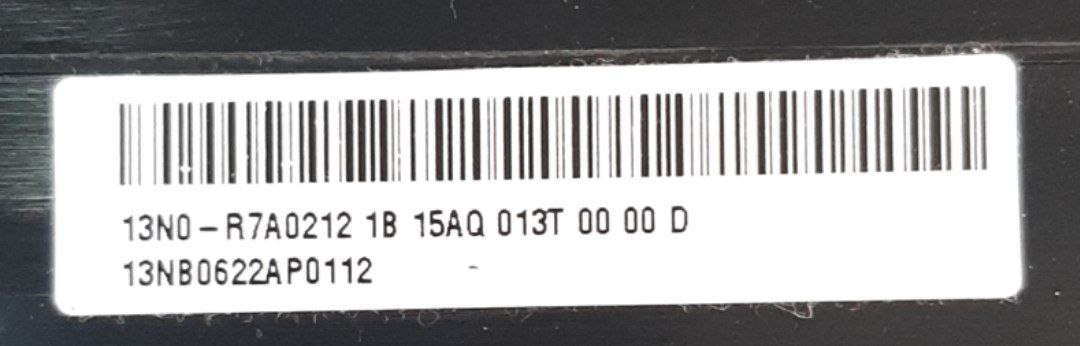 13N0-R7A0212 1B 15AQ 013T 00 00 D
13NB0622AP0112